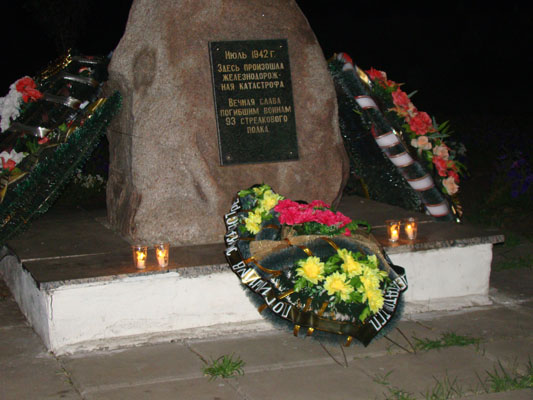 Июль 1942 г.
Здесь произошла
железнодорож-
ная катастрофа
Вечная слава
погибшим воинам
93 стрелкового
полка